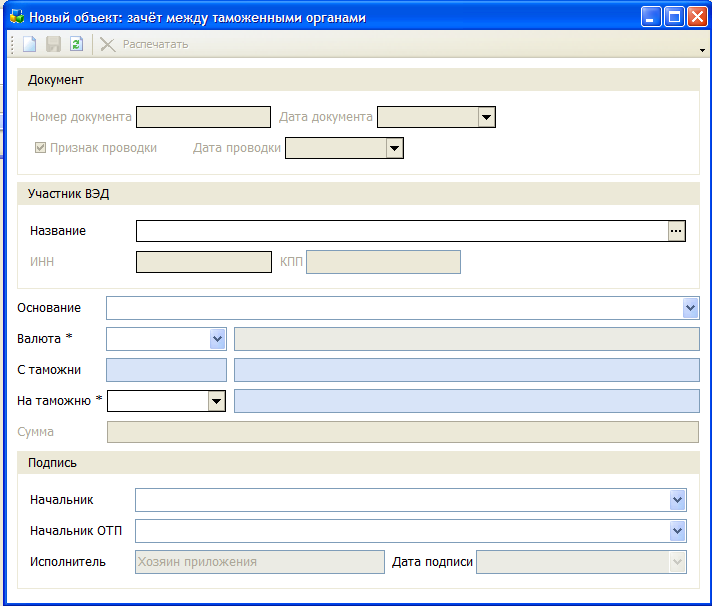 Новый объект: зачёт между таможенными органами
Распечатать
Документ
Номер документа Дата документа
Признак проводки Дата проводки
Участник ВЭД
Название ...
ИНН КПП
Основание
Валюта *
С таможни
На таможню *
Сумма
Подпись
Начальник
Начальник ОТП
Исполнитель Хозяин приложения Дата подписи